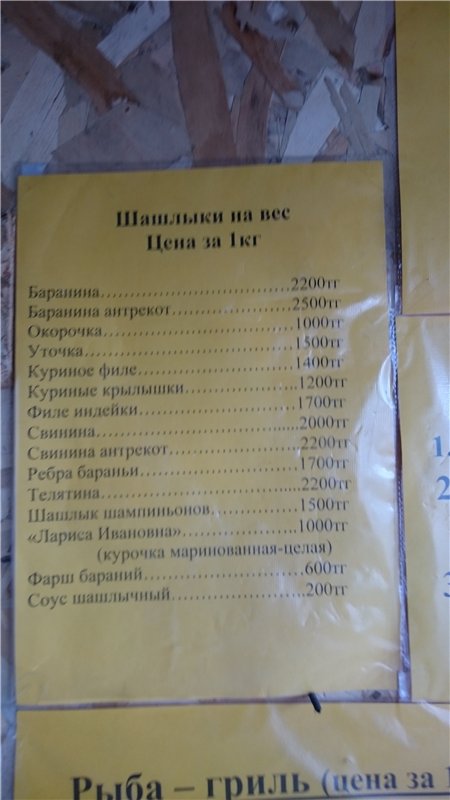 Шашлыки на вес
Цена за 1кг
Баранина……………………………2200тг
Баранина антрекот…………………2500тг
Окорочка……………………………1000тг
Уточка………………………………1500тг
Куриное филе………………………1400тг
Куриные крылышки………………..1200тг
Филе индейки………………………1700тг
Свинина…………………………......2000тг
Свинина антрекот…………………..2200тг
Ребра бараньи………………………1700тг
Телятина………………………….....2200тг
Шашлык шампиньонов……………1500тг
«Лариса Ивановна»………………..1000тг
(курочка маринованная-целая)
Фарш бараний………………………600тг
Соус шашлычный…………………..200тг
1.
2
3
Рыба – гриль (цена за 1